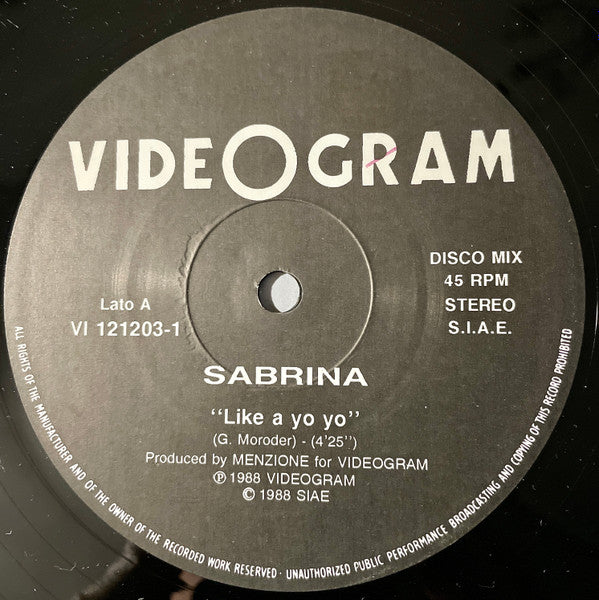 VIDEOGRAM
DISCO MIX
45 RPM
STEREO
S.I.A.E.
Lato A
VI 121203-1
SABRINA
"Like a yo yo"
(G. Moroder) - (4'25'')
Produced by MENZIONE for VIDEOGRAM
℗ 1988 VIDEOGRAM
© 1988 SIAE
ALL RIGHTS OF THE MANUFACTURER AND OF THE OWNER OF THE RECORDED WORK RESERVED · UNAUTHORIZED PUBLIC PERFORMANCE BROADCASTING AND COPYING OF THIS RECORD PROHIBITED